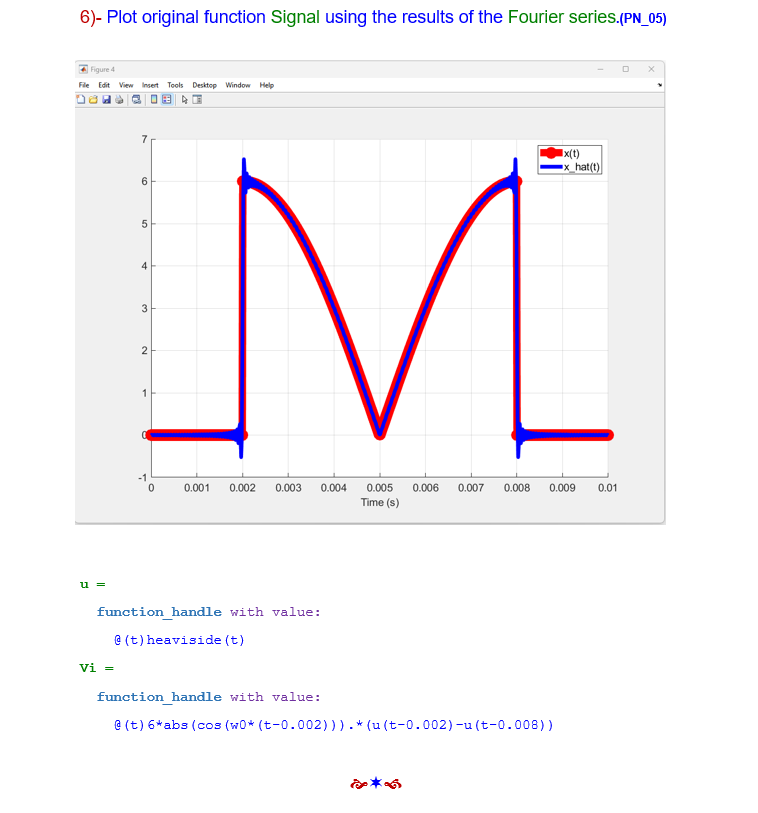 6)- Plot original function Signal using the results of the Fourier series.(PN_05)
Figure 4
File Edit View Insert Tools Desktop Window Help
7
6
5
4
3
2
1
0
-1
x(t)
x_hat(t)
0 0.001 0.002 0.003 0.004 0.005 0.006 0.007 0.008 0.009 0.01
Time (s)
u =
function_handle with value:
@(t)heaviside(t)
Vi =
function_handle with value:
@(t)6*abs(cos(w0*(t-0.002))).*(u(t-0.002)-u(t-0.008))